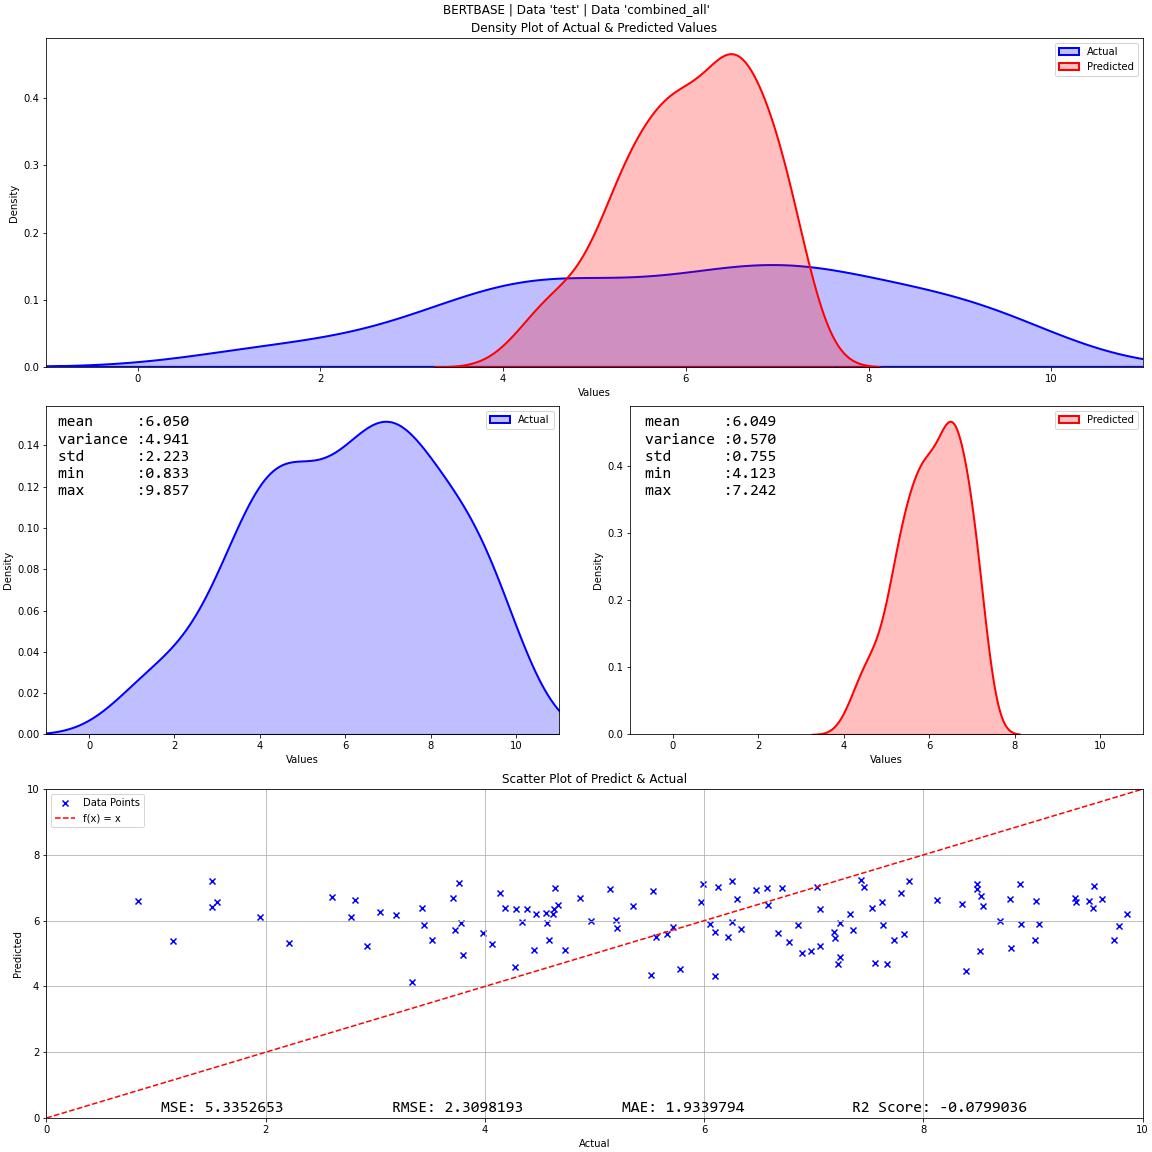 BERTBASE | Data 'test' | Data 'combined_all'
Density Plot of Actual & Predicted Values
Actual
Predicted
Density
0.4
0.3
0.2
0.1
0.0
0 2 4 6 8 10
Values
mean :6.050
variance :4.941
std :2.223
min :0.833
max :9.857
Actual
Density
0.14
0.12
0.10
0.08
0.06
0.04
0.02
0.00
0 2 4 6 8 10
Values
mean :6.049
variance :0.570
std :0.755
min :4.123
max :7.242
Predicted
Density
0.4
0.3
0.2
0.1
0.0
0 2 4 6 8 10
Values
Scatter Plot of Predict & Actual
Data Points
f(x) = x
Predicted
10
8
6
4
2
0
MSE: 5.3352653 RMSE: 2.3098193 MAE: 1.9339794 R2 Score: -0.0799036
0 2 4 6 8 10
Actual